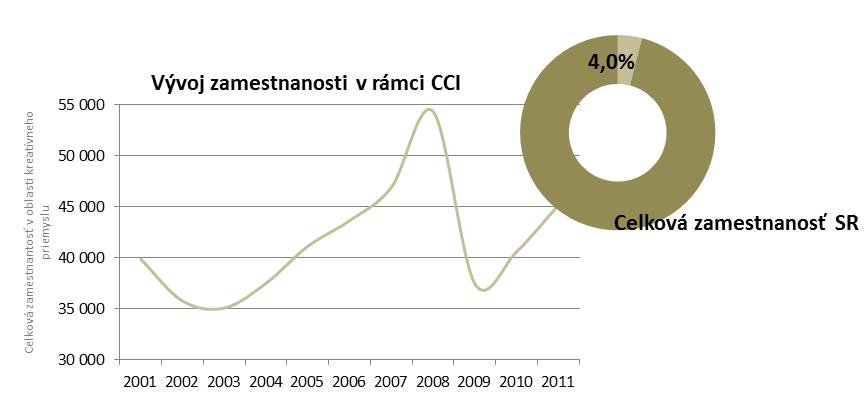 4,0%
Vývoj zamestnanosti v rámci CCI
Celková zamestnantosť v oblasti kreatívneho
priemyslu
55 000
50 000
45 000
40 000
35 000
30 000
2001 2002 2003 2004 2005 2006 2007 2008 2009 2010 2011
Celková zamestnanosť SR